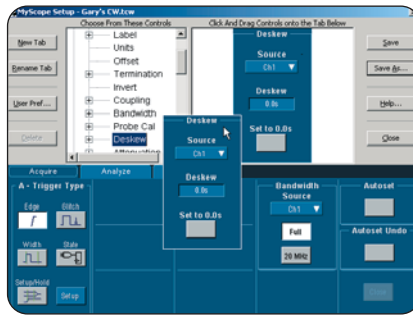 MyScope Setup - Gary's CW.tcw
Choose From These Controls
Click And Drag Controls onto the Tab Below
New Tab
Rename Tab
User Pref...
Delete
Label
Units
Offset
Termination
Invert
Coupling
Bandwidth
Probe Cal
Deskew
Attenuation
Deskew
Source
Ch1
Deskew
0.0s
Set to 0.0s
Save
Save As...
Help...
Close
Deskew
Source
Ch1
Deskew
0.0s
Set to 0.0s
Acquire
Analyze
A - Trigger Type
Edge
Glitch
Width
State
Setup/Hold
Setup
Bandwidth
Source
Ch1
Full
20 MHz
Autoset
Autoset Undo